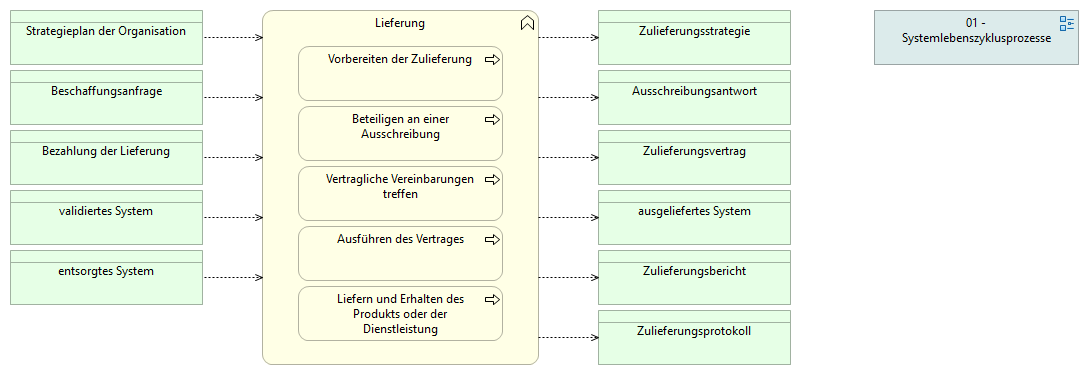 Strategieplan der Organisation
Beschaffungsanfrage
Bezahlung der Lieferung
validiertes System
entsorgtes System
Lieferung
Vorbereiten der Zulieferung
Beteiligen an einer
Ausschreibung
Vertragliche Vereinbarungen
treffen
Ausführen des Vertrages
Liefern und Erhalten des
Produkts oder der
Dienstleistung
Zulieferungsstrategie
Ausschreibungsantwort
Zulieferungsvertrag
ausgeliefertes System
Zulieferungsbericht
Zulieferungsprotokoll
01 -
Systemlebenszyklusprozesse